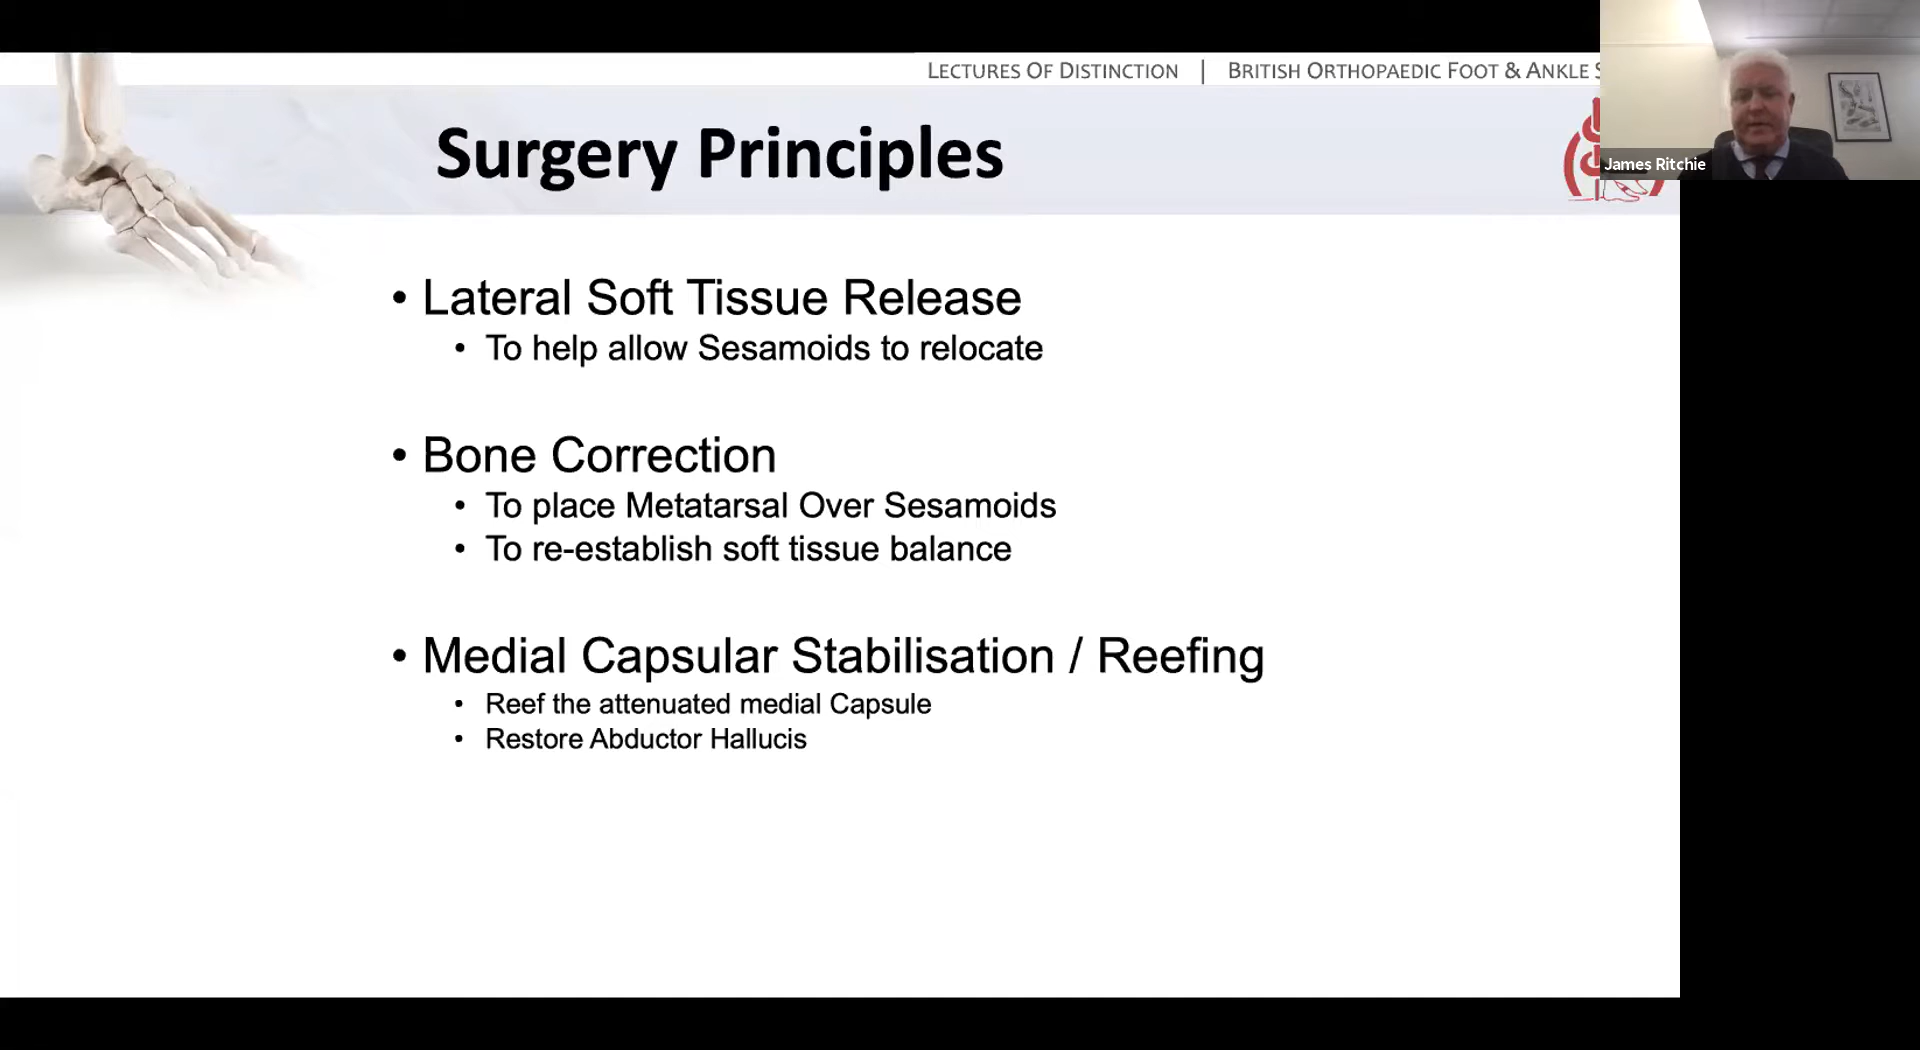 LECTURES OF DISTINCTION | BRITISH ORTHOPAEDIC FOOT & ANKLE
Surgery Principles
James Ritchie
• Lateral Soft Tissue Release
• To help allow Sesamoids to relocate
• Bone Correction
• To place Metatarsal Over Sesamoids
• To re-establish soft tissue balance
• Medial Capsular Stabilisation / Reefing
• Reef the attenuated medial Capsule
• Restore Abductor Hallucis